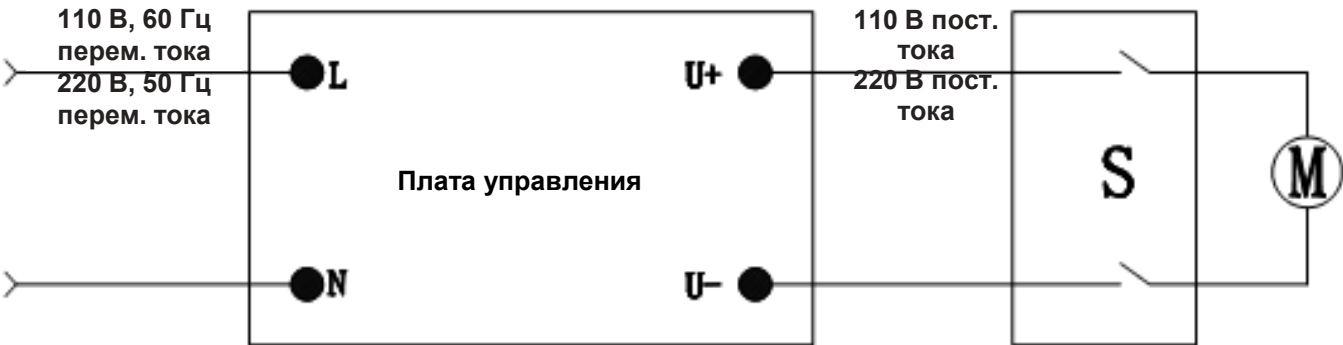 110 В, 60 Гц
перем. тока
220 В, 50 Гц
перем. тока
L
N
Плата управления
U+
U−
110 В пост.
тока
220 В пост.
тока
S
M